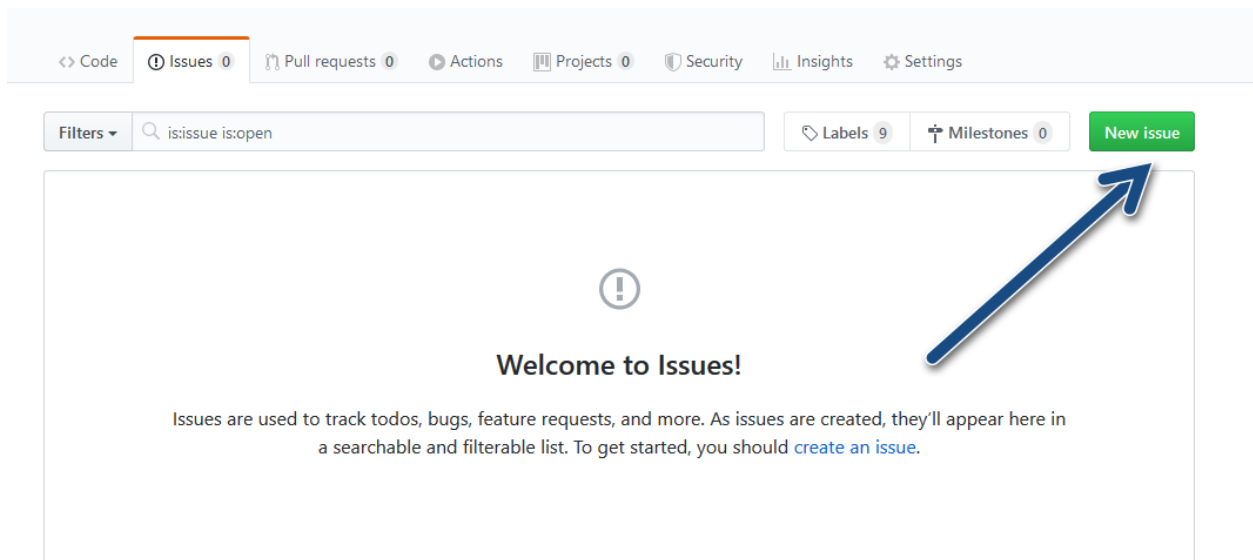 Code Issues 0 Pull requests 0 Actions Projects 0 Security Insights Settings
Filters is:issue is:open Labels 9 Milestones 0 New issue
Welcome to Issues!
Issues are used to track todos, bugs, feature requests, and more. As issues are created, they’ll appear here in
a searchable and filterable list. To get started, you should create an issue.